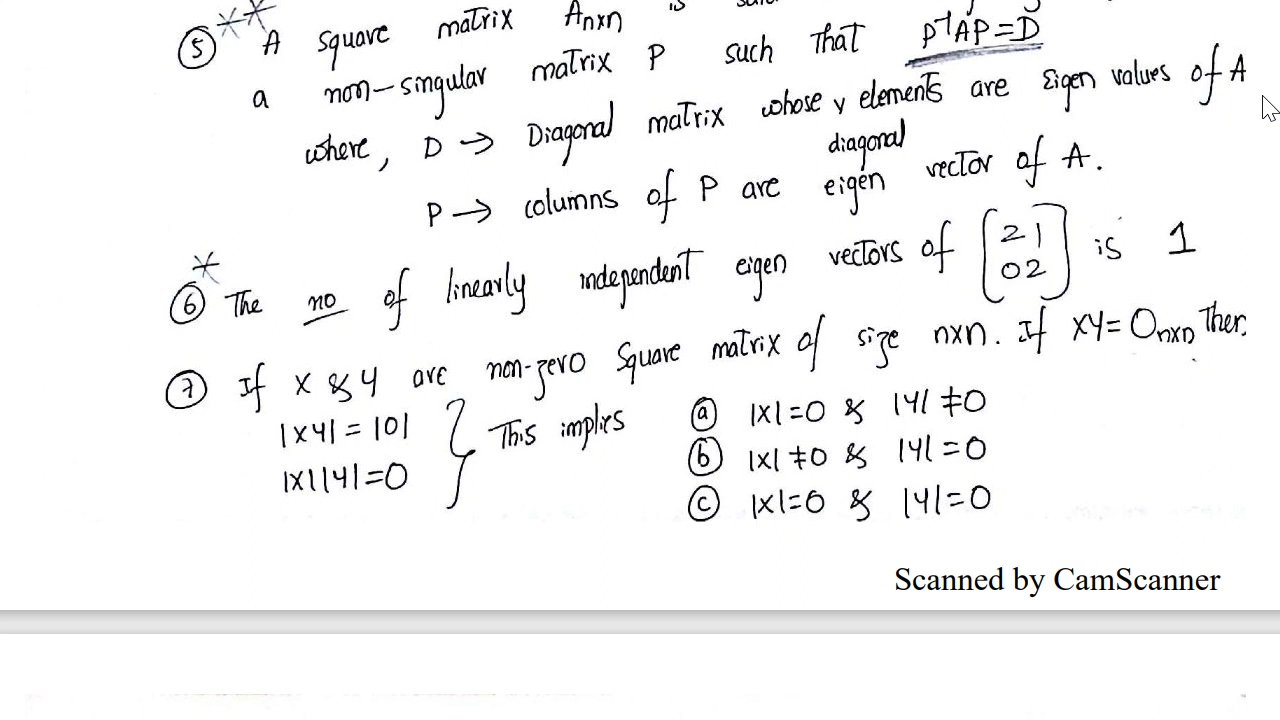 ⑤ ** A square matrix Anxn is
a non-singular matrix P such that P⁻¹AP=D
where, D → Diagonal matrix whose ᵧ elements are Eigen values of A
diagonal
P → columns of P are eigen vector of A.
* ⑥ The no of linearly independent eigen vectors of [2 1
0 2] is 1
⑦ If X & Y are non-zero square matrix of size nxn. If XY = Onxn Then.
|XY| = |0| } This implies ⓐ |X|=0 & |Y| ≠0
|X||Y|=0 ⓑ |X| ≠0 & |Y|=0
ⓒ |X|=0 & |Y|=0
Scanned by CamScanner